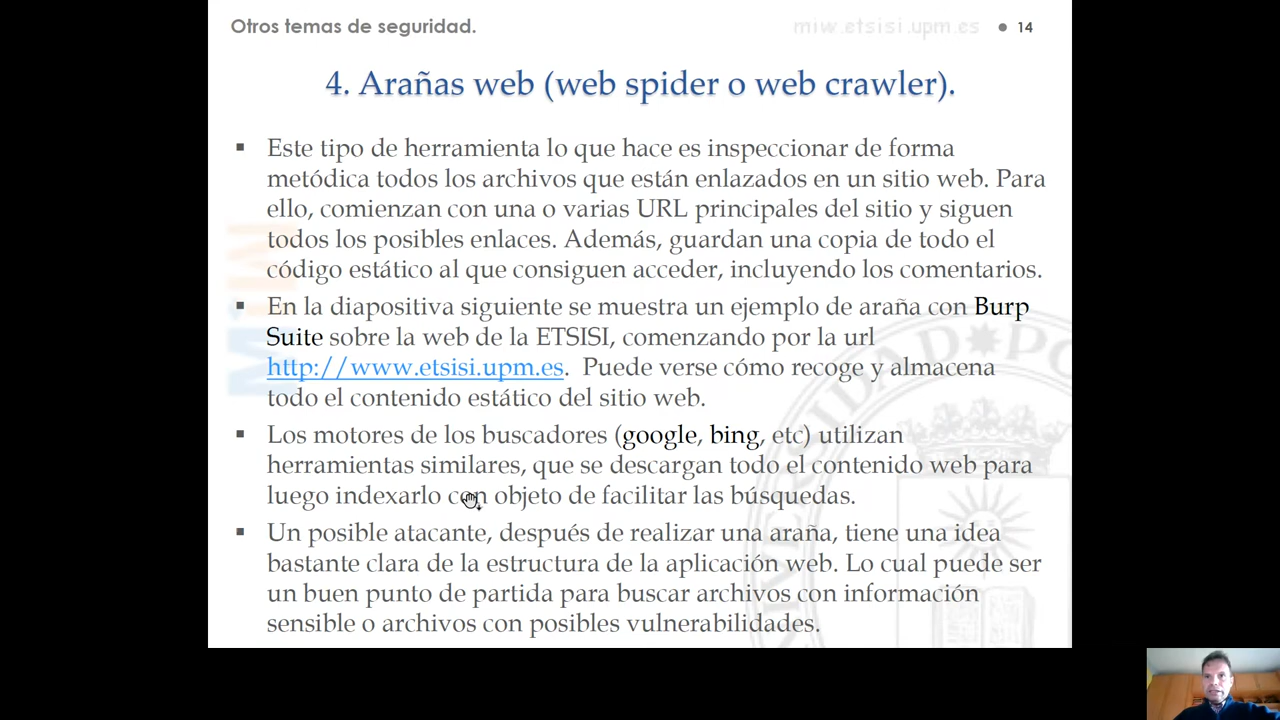 Otros temas de seguridad.
miw.etsisi.upm.es
14
4. Arañas web (web spider o web crawler).
Este tipo de herramienta lo que hace es inspeccionar de forma
metódica todos los archivos que están enlazados en un sitio web. Para
ello, comienzan con una o varias URL principales del sitio y siguen
todos los posibles enlaces. Además, guardan una copia de todo el
código estático al que consiguen acceder, incluyendo los comentarios.
En la diapositiva siguiente se muestra un ejemplo de araña con Burp
Suite sobre la web de la ETSISI, comenzando por la url
http://www.etsisi.upm.es. Puede verse cómo recoge y almacena
todo el contenido estático del sitio web.
Los motores de los buscadores (google, bing, etc) utilizan
herramientas similares, que se descargan todo el contenido web para
luego indexarlo con objeto de facilitar las búsquedas.
Un posible atacante, después de realizar una araña, tiene una idea
bastante clara de la estructura de la aplicación web. Lo cual puede ser
un buen punto de partida para buscar archivos con información
sensible o archivos con posibles vulnerabilidades.